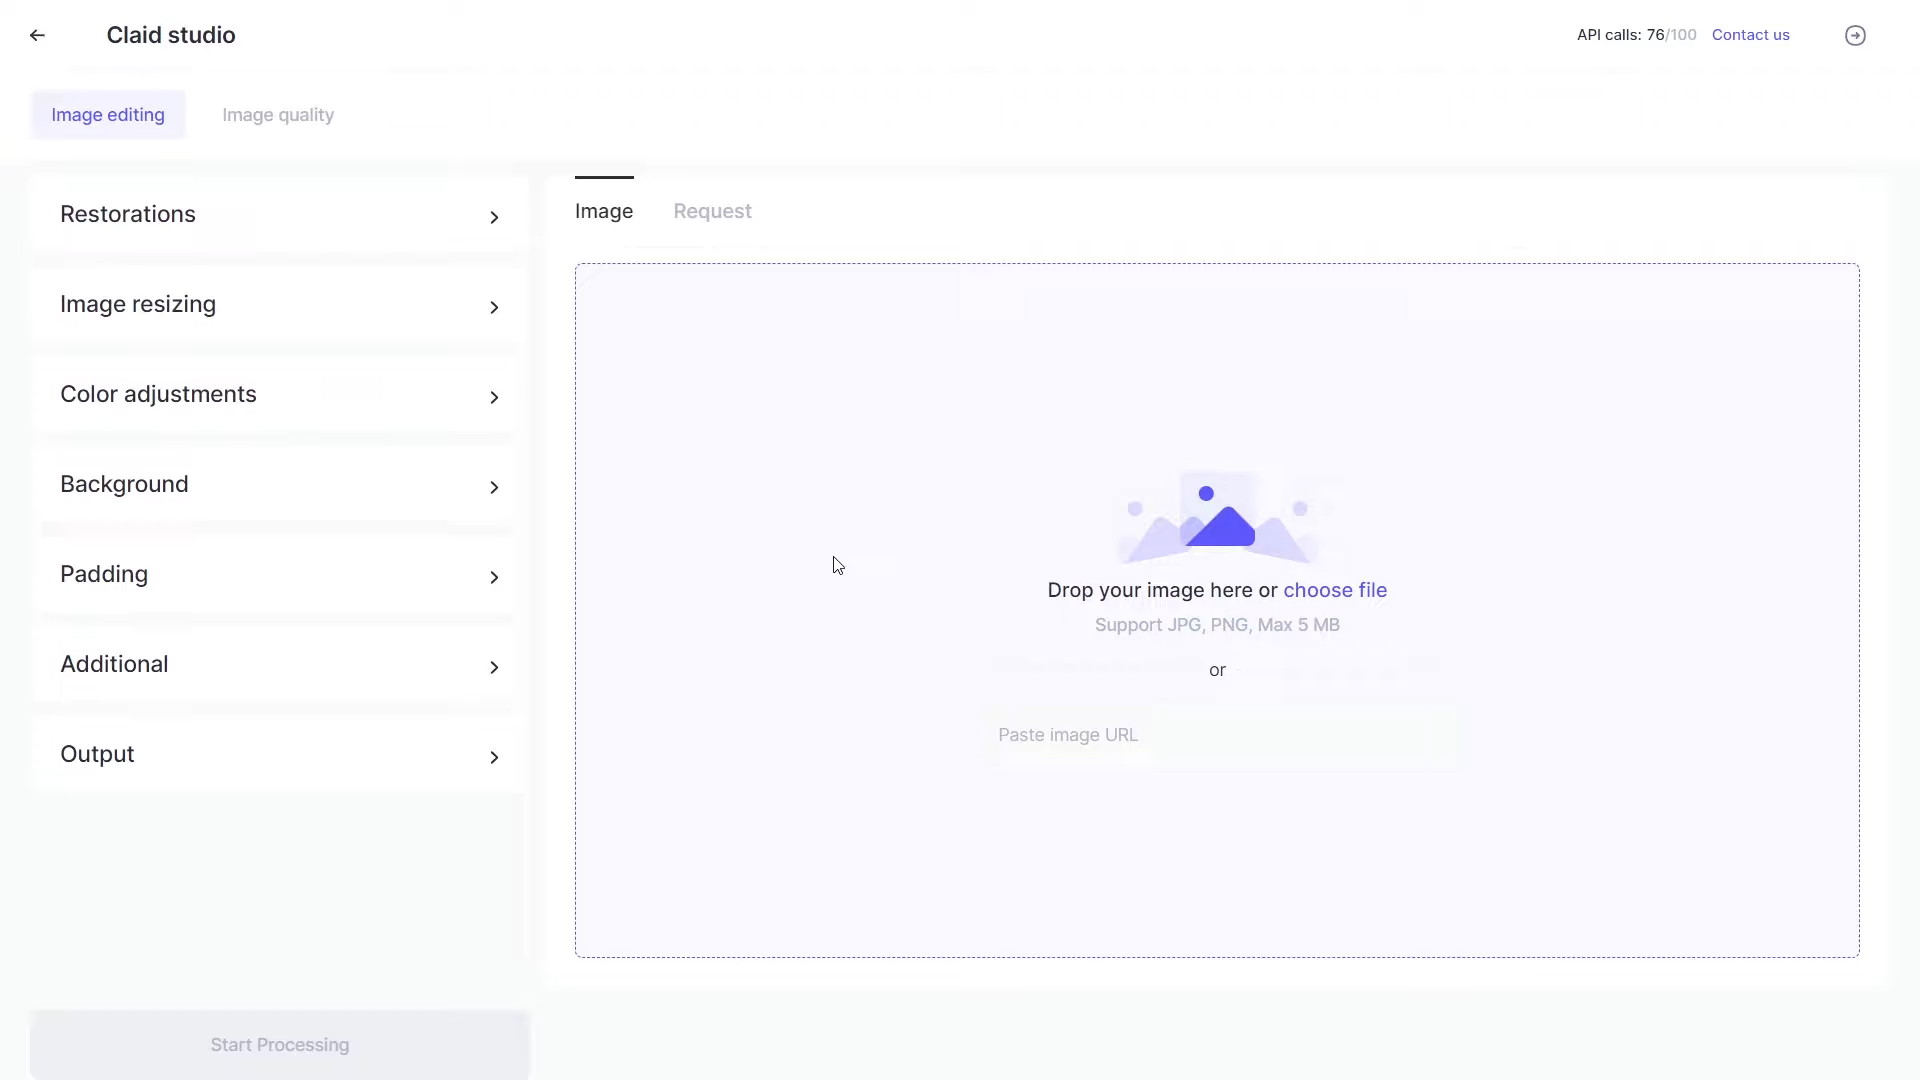 Claid studio
API calls: 76/100 Contact us
Image editing
Image quality
Restorations
Image resizing
Color adjustments
Background
Padding
Additional
Output
Start Processing
Image
Request
Drop your image here or choose file
Support JPG, PNG, Max 5 MB
or
Paste image URL